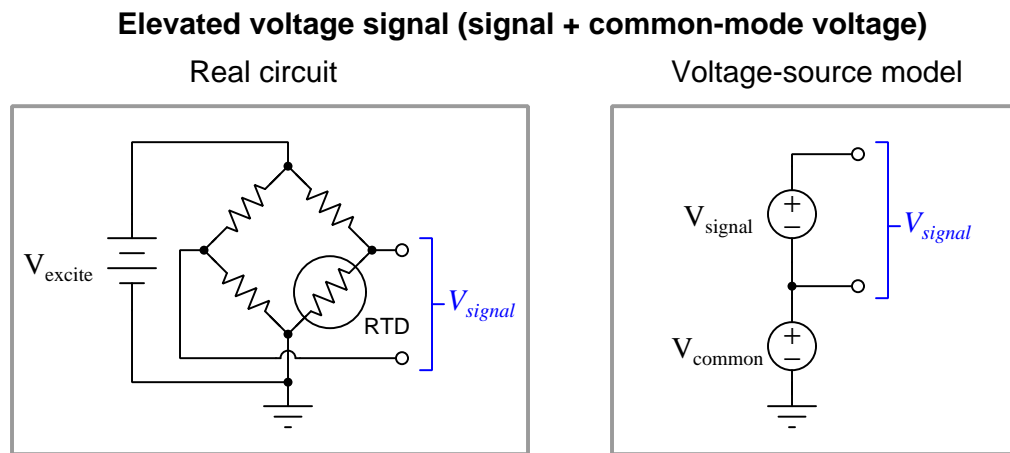 Elevated voltage signal (signal + common-mode voltage)
Real circuit
Voltage-source model
V_excite
RTD
V_signal
V_signal
+
−
V_signal
V_common
+
−